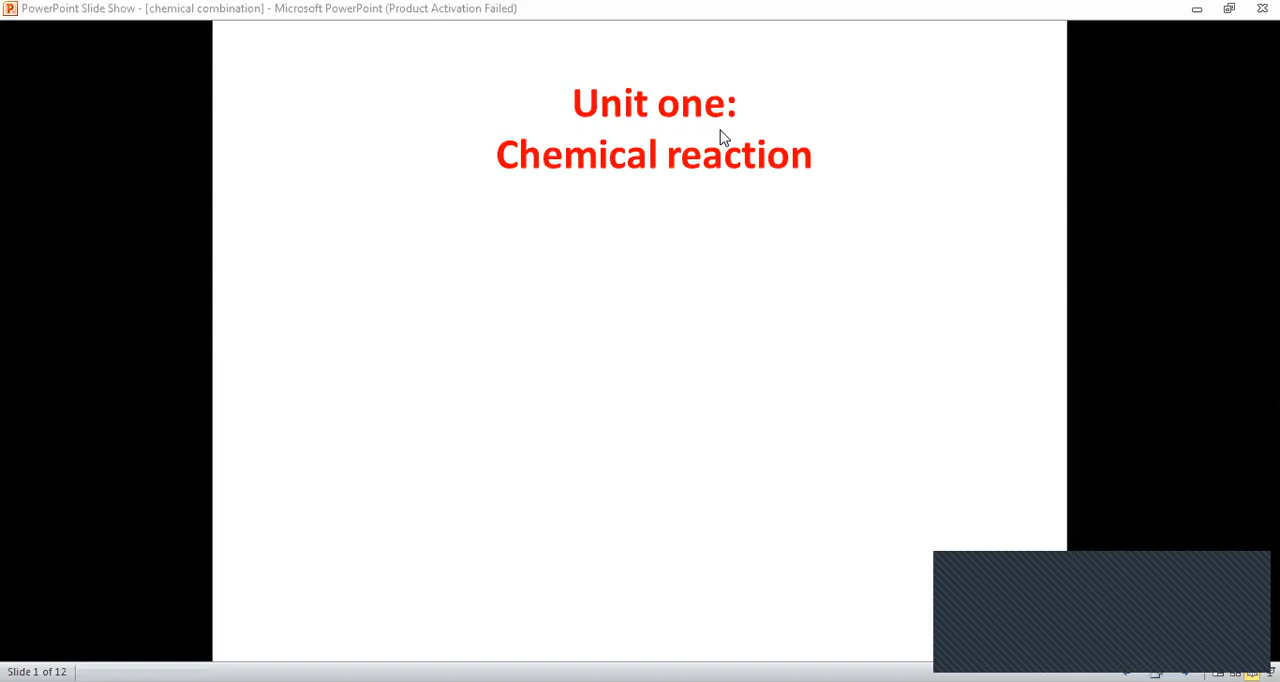 PowerPoint Slide Show - [chemical combination] - Microsoft PowerPoint (Product Activation Failed)
Unit one:
Chemical reaction
Slide 1 of 12